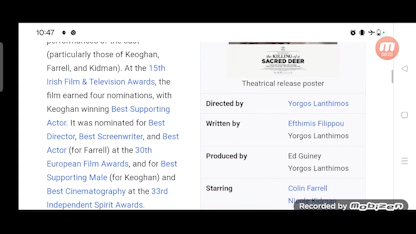 10:47
(particularly those of Keoghan,
Farrell, and Kidman). At the 15th
Irish Film & Television Awards, the
film earned four nominations, with
Keoghan winning Best Supporting
Actor. It was nominated for Best
Director, Best Screenwriter, and Best
Actor (for Farrell) at the 30th
European Film Awards, and for Best
Supporting Male (for Keoghan) and
Best Cinematography at the 33rd
Independent Spirit Awards.
the KILLING of a
SACRED DEER
Theatrical release poster
Directed by Yorgos Lanthimos
Written by Efthimis Filippou
Yorgos Lanthimos
Produced by Ed Guiney
Yorgos Lanthimos
Starring Colin Farrell
Recorded by Mobizen